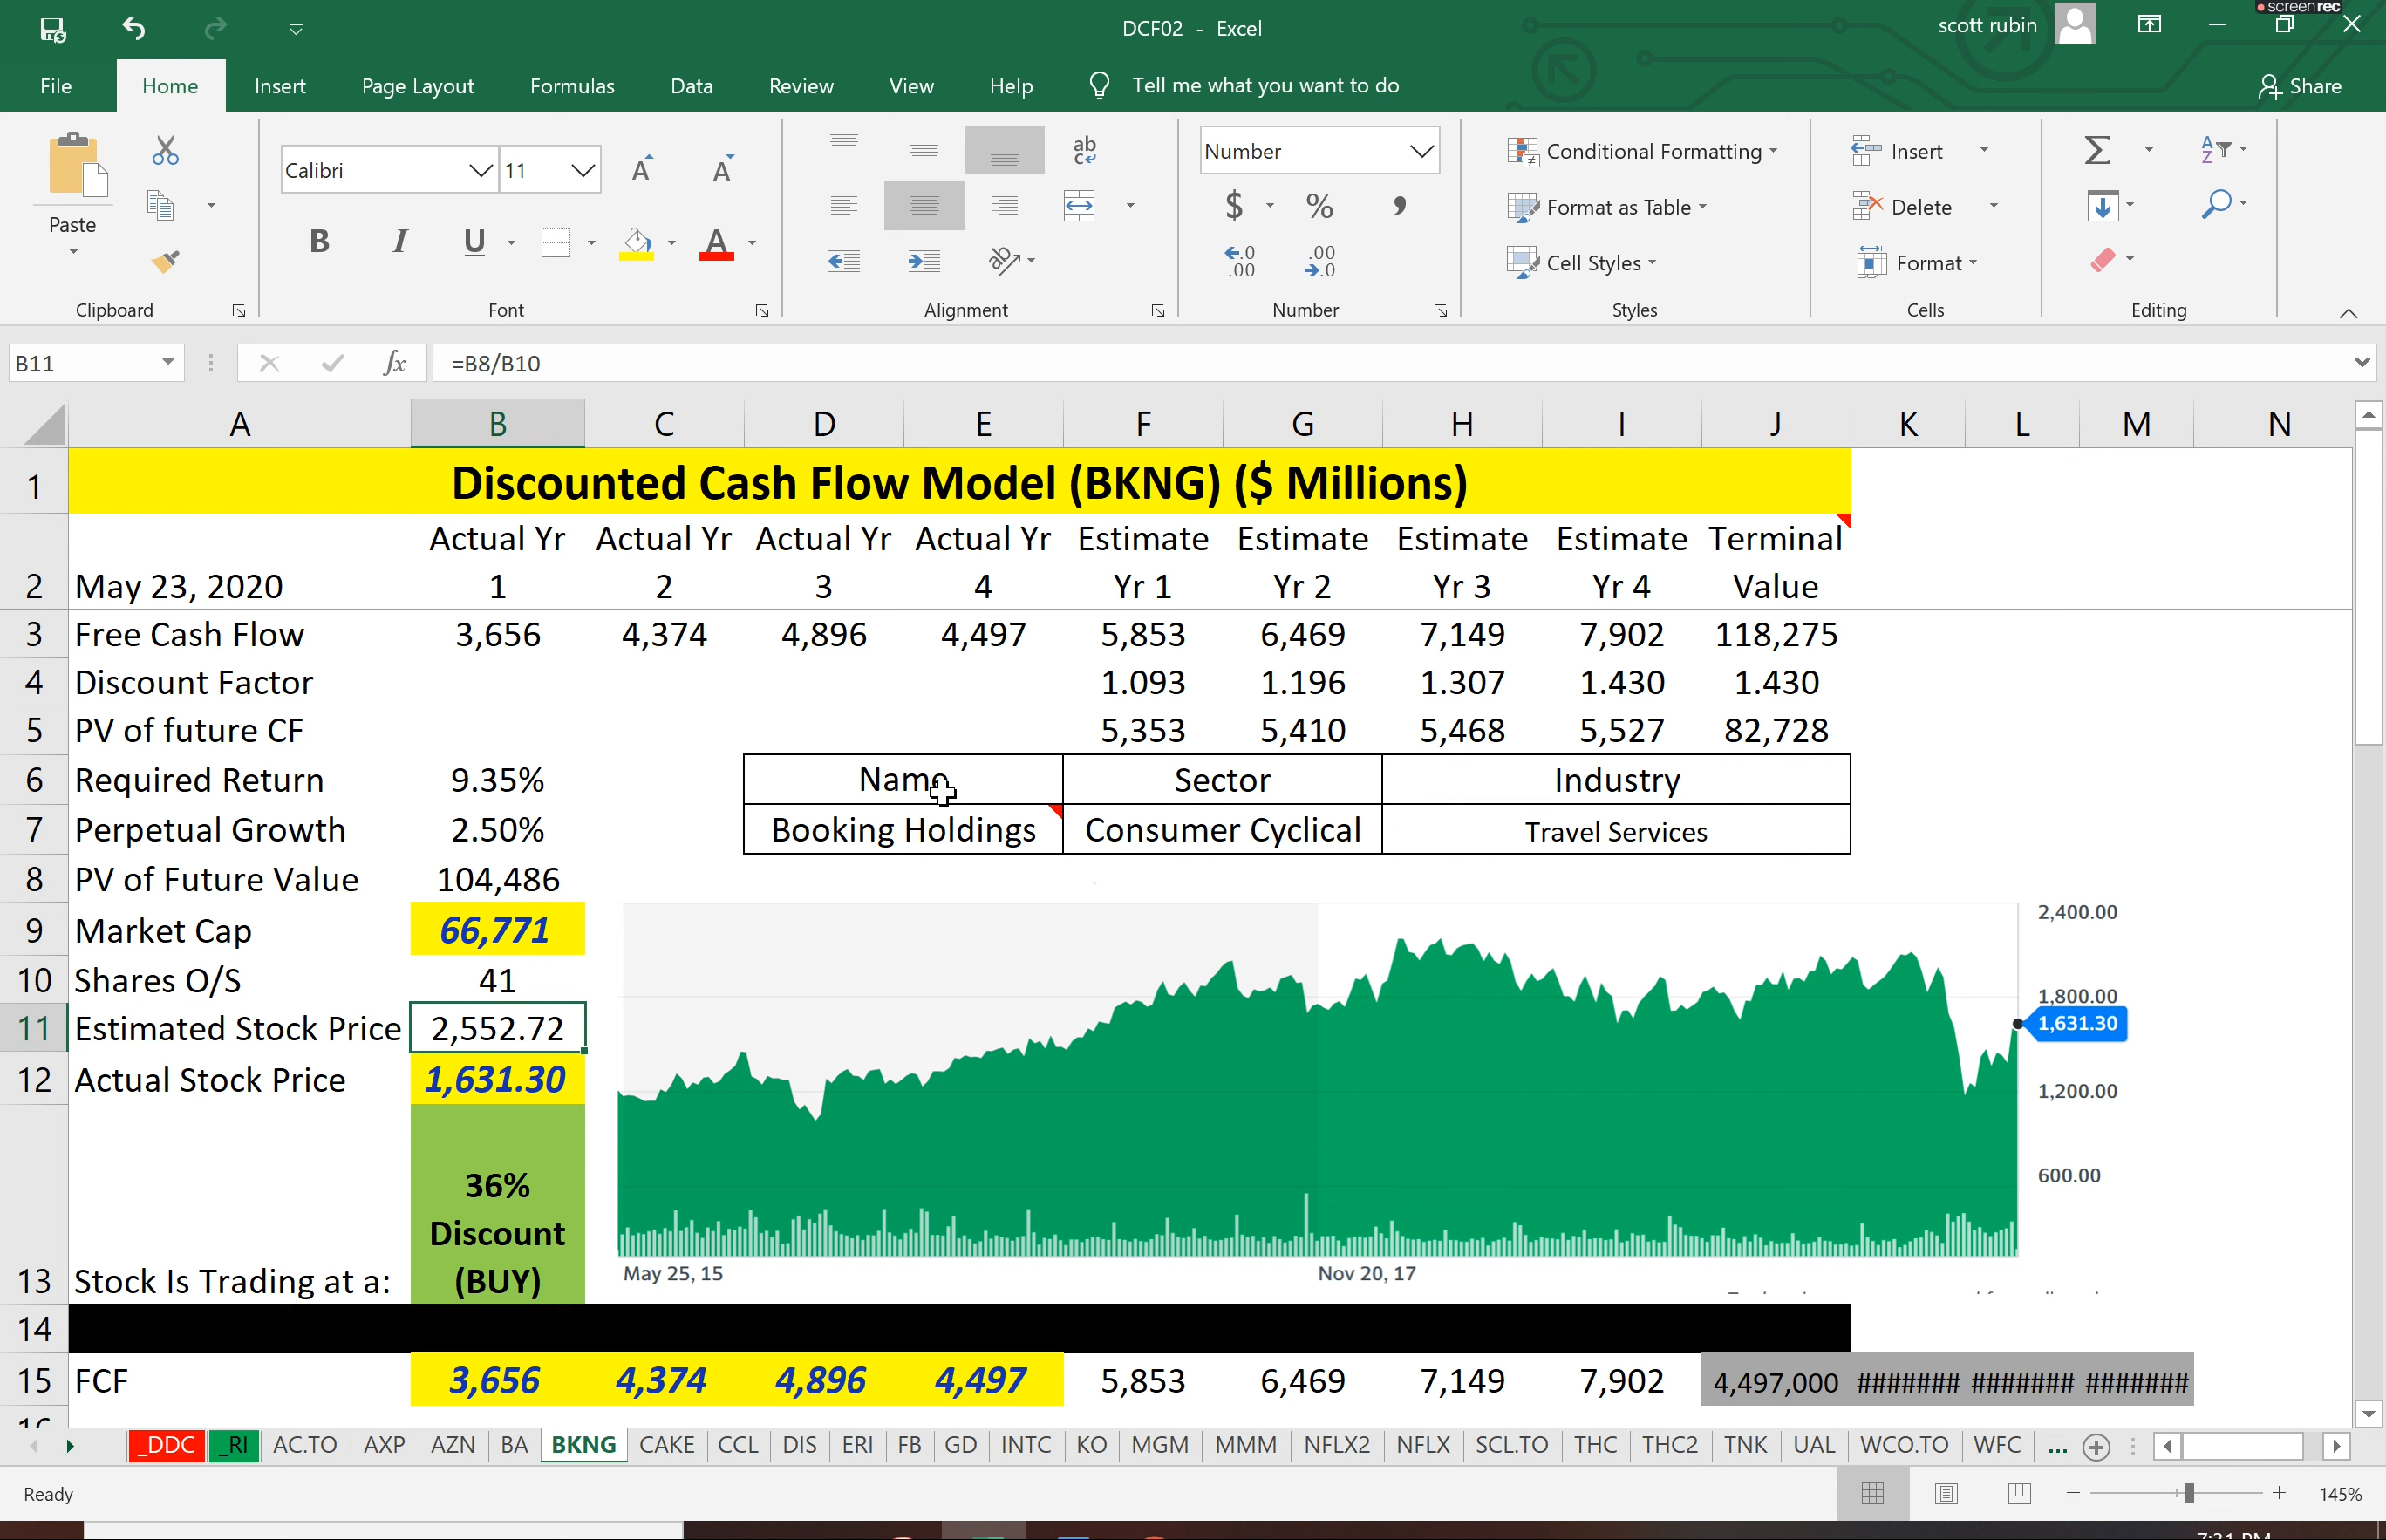 DCF02 - Excel
scott rubin
screenrec
File Home Insert Page Layout Formulas Data Review View Help Tell me what you want to do Share
Paste
Calibri 11
Number
Conditional Formatting
Format as Table
Cell Styles
Insert
Delete
Format
Clipboard Font Alignment Number Styles Cells Editing
B11 fx =B8/B10
A B C D E F G H I J K L M N
1 Discounted Cash Flow Model (BKNG) ($ Millions)
Actual Yr Actual Yr Actual Yr Actual Yr Estimate Estimate Estimate Estimate Terminal
2 May 23, 2020 1 2 3 4 Yr 1 Yr 2 Yr 3 Yr 4 Value
3 Free Cash Flow 3,656 4,374 4,896 4,497 5,853 6,469 7,149 7,902 118,275
4 Discount Factor 1.093 1.196 1.307 1.430 1.430
5 PV of future CF 5,353 5,410 5,468 5,527 82,728
6 Required Return 9.35% Name Sector Industry
7 Perpetual Growth 2.50% Booking Holdings Consumer Cyclical Travel Services
8 PV of Future Value 104,486
9 Market Cap 66,771
10 Shares O/S 41
11 Estimated Stock Price 2,552.72
12 Actual Stock Price 1,631.30
36%
Discount
13 Stock Is Trading at a: (BUY)
2,400.00
1,800.00
1,631.30
1,200.00
600.00
May 25, 15 Nov 20, 17
14
15 FCF 3,656 4,374 4,896 4,497 5,853 6,469 7,149 7,902 4,497,000 ####### ####### #######
_DDC _RI AC.TO AXP AZN BA BKNG CAKE CCL DIS ERI FB GD INTC KO MGM MMM NFLX2 NFLX SCL.TO THC THC2 TNK UAL WCO.TO WFC ...
Ready 145%